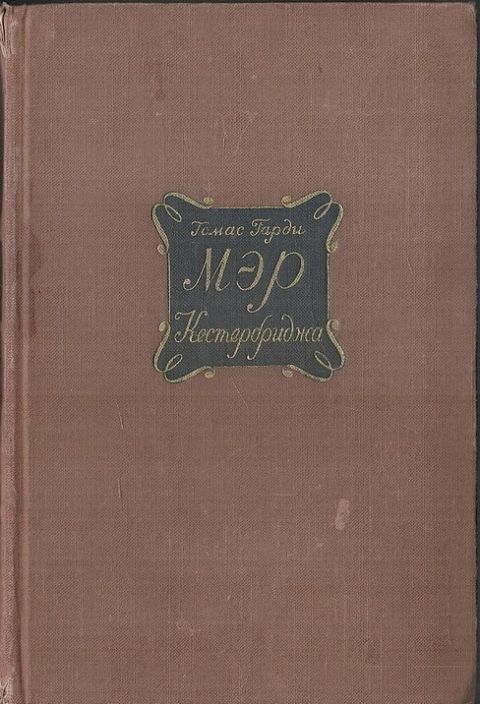 Томас Гарди
Мэр
Кестербриджа